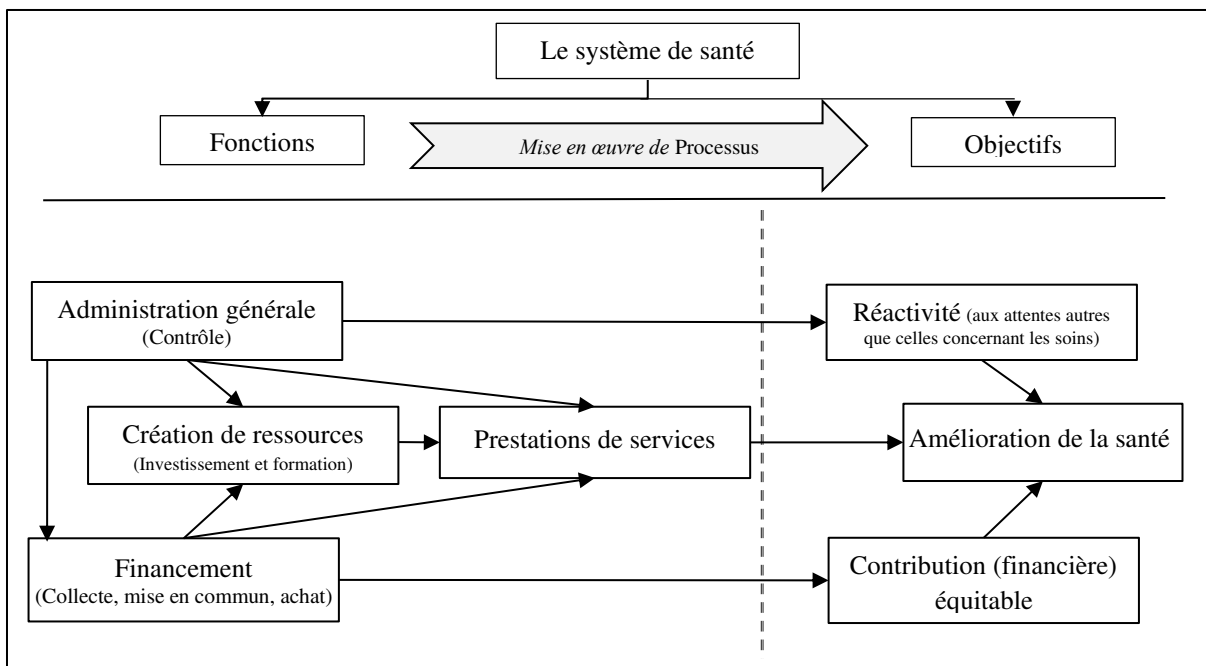 Le système de santé
Fonctions
Mise en œuvre de Processus
Objectifs
Administration générale
(Contrôle)
Réactivité (aux attentes autres
que celles concernant les soins)
Création de ressources
(Investissement et formation)
Prestations de services
Amélioration de la santé
Financement
(Collecte, mise en commun, achat)
Contribution (financière)
équitable